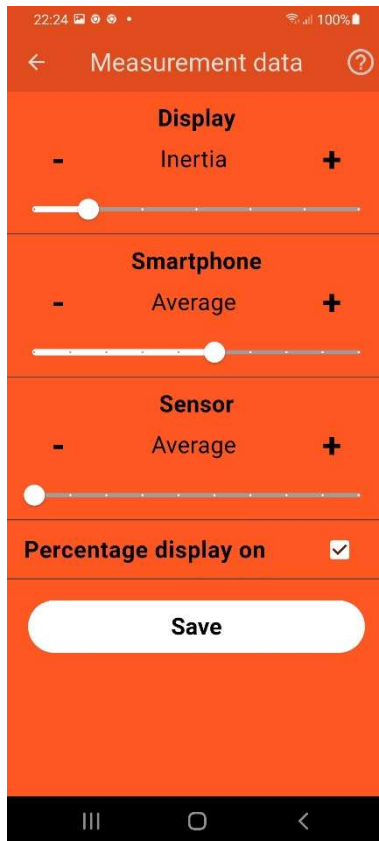 22:24 100%
Measurement data ?
Display
- Inertia +
Smartphone
- Average +
Sensor
- Average +
Percentage display on
Save